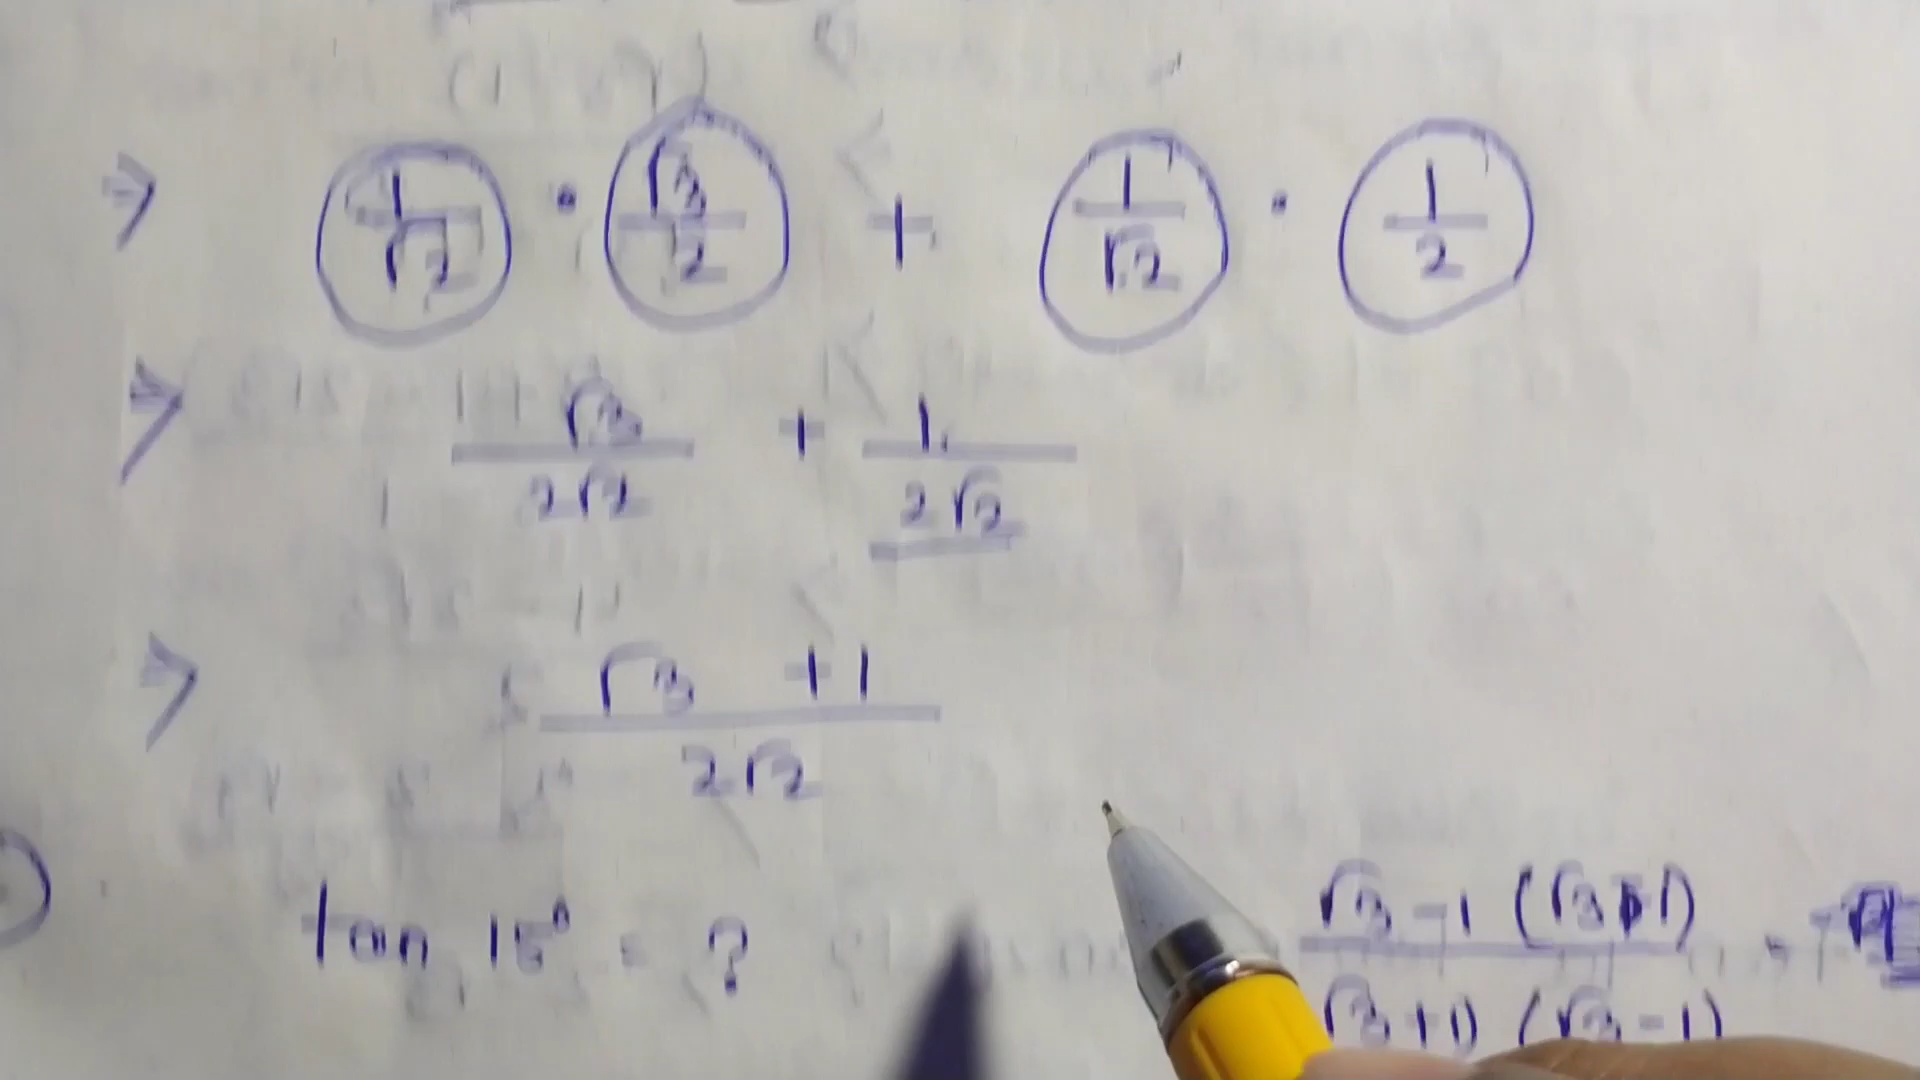 ⇒ 1/√2 · √3/2 + 1/√2 · 1/2
⇒ √3/2√2 + 1/2√2
⇒ √3 +1/2√2
tan 15° = ?
√3 -1 (√3 -1)/√3 +1) (√3 -1) =